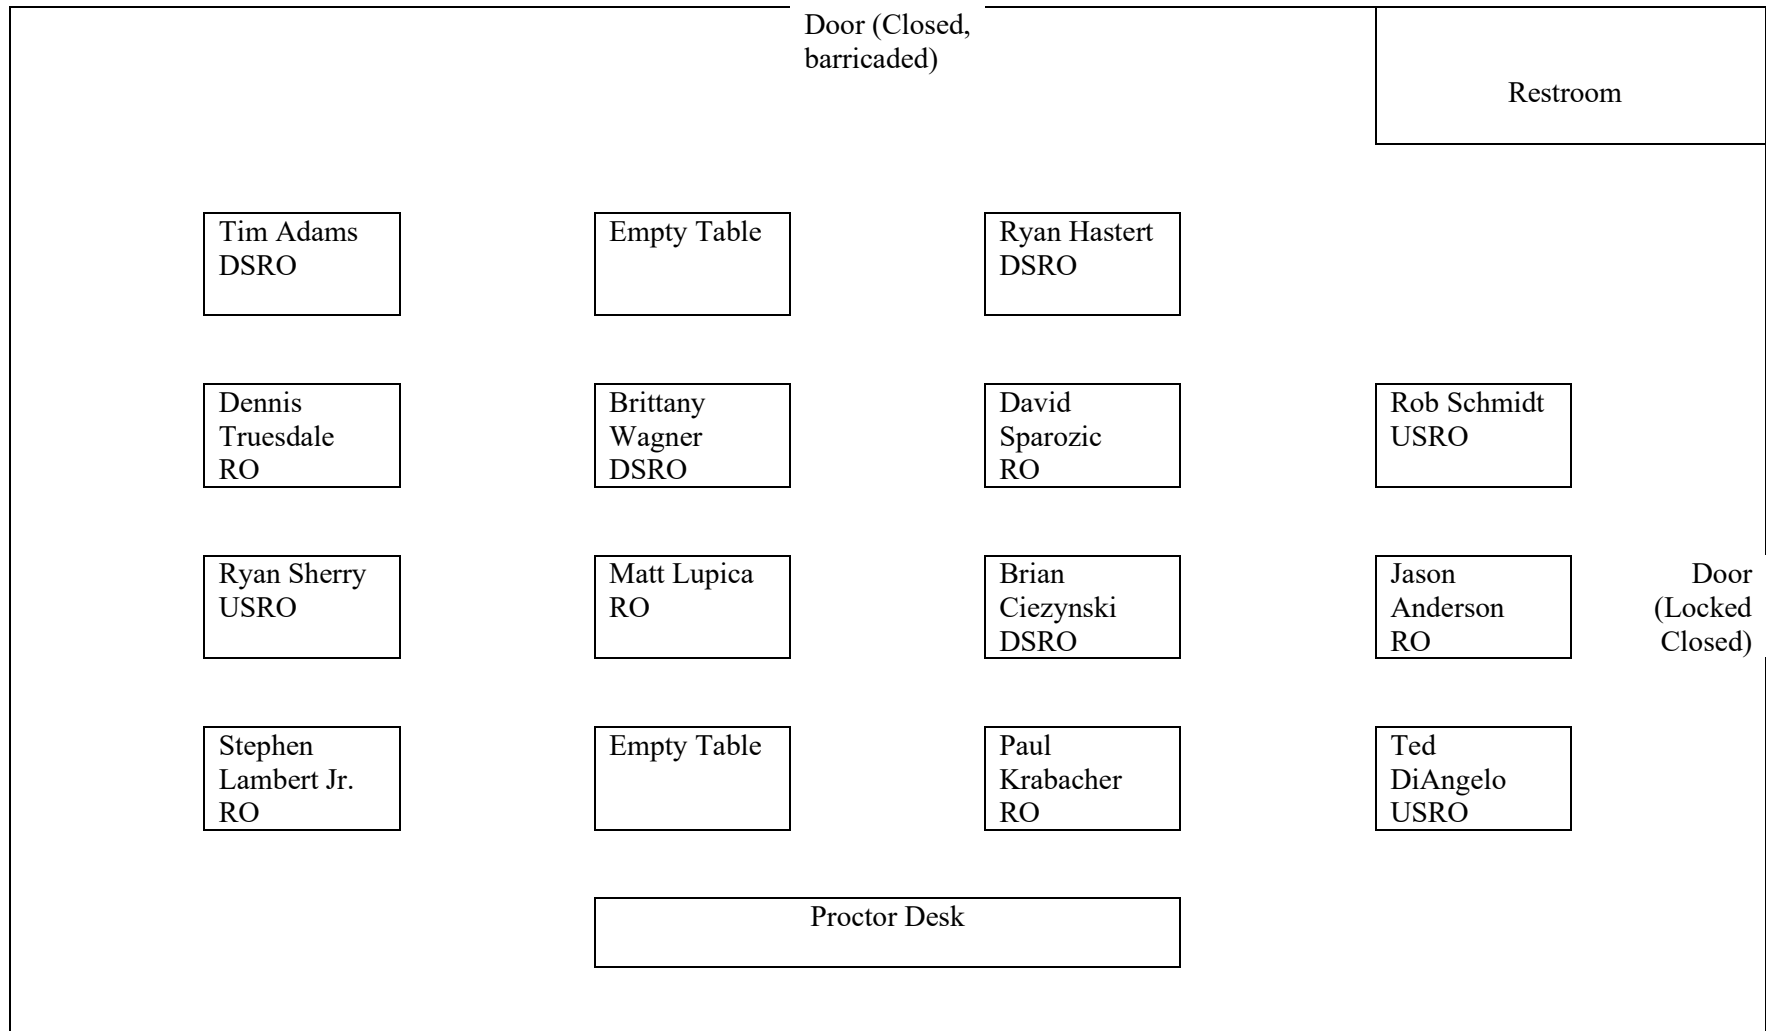 Door (Closed,
barricaded)
Restroom
Tim Adams
DSRO
Empty Table
Ryan Hastert
DSRO
Dennis
Truesdale
RO
Brittany
Wagner
DSRO
David
Sparozic
RO
Rob Schmidt
USRO
Ryan Sherry
USRO
Matt Lupica
RO
Brian
Ciezynski
DSRO
Jason
Anderson
RO
Door
(Locked
Closed)
Stephen
Lambert Jr.
RO
Empty Table
Paul
Krabacher
RO
Ted
DiAngelo
USRO
Proctor Desk